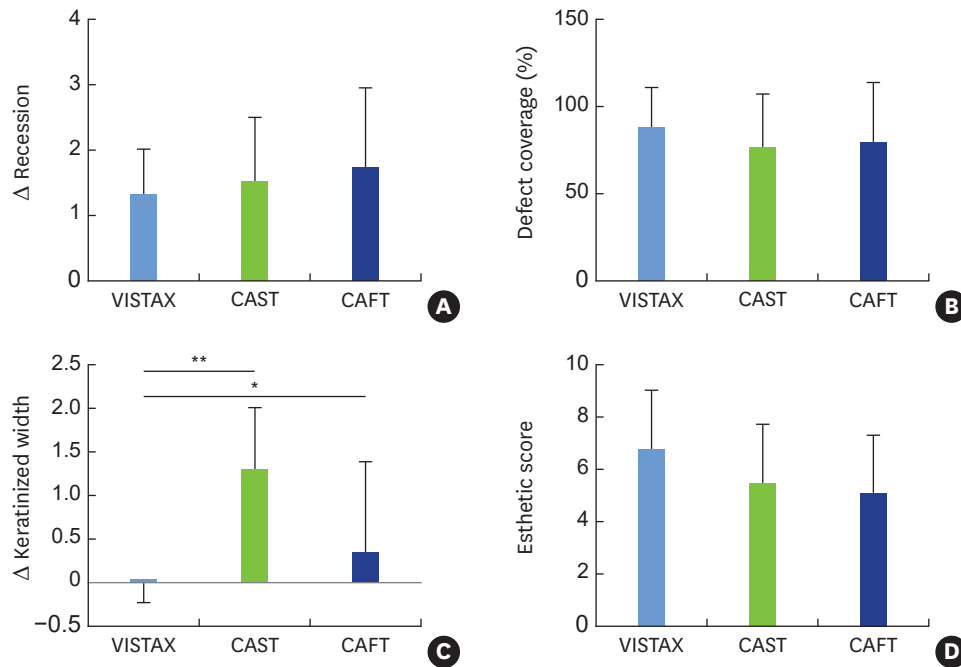 Δ Recession
4
3
2
1
0
VISTAX CAST CAFT
A
Defect coverage (%)
150
100
50
0
VISTAX CAST CAFT
B
Δ Keratinized width
2.5
2.0
1.5
1.0
0.5
0
−0.5
**
*
VISTAX CAST CAFT
C
Esthetic score
10
8
6
4
2
0
VISTAX CAST CAFT
D